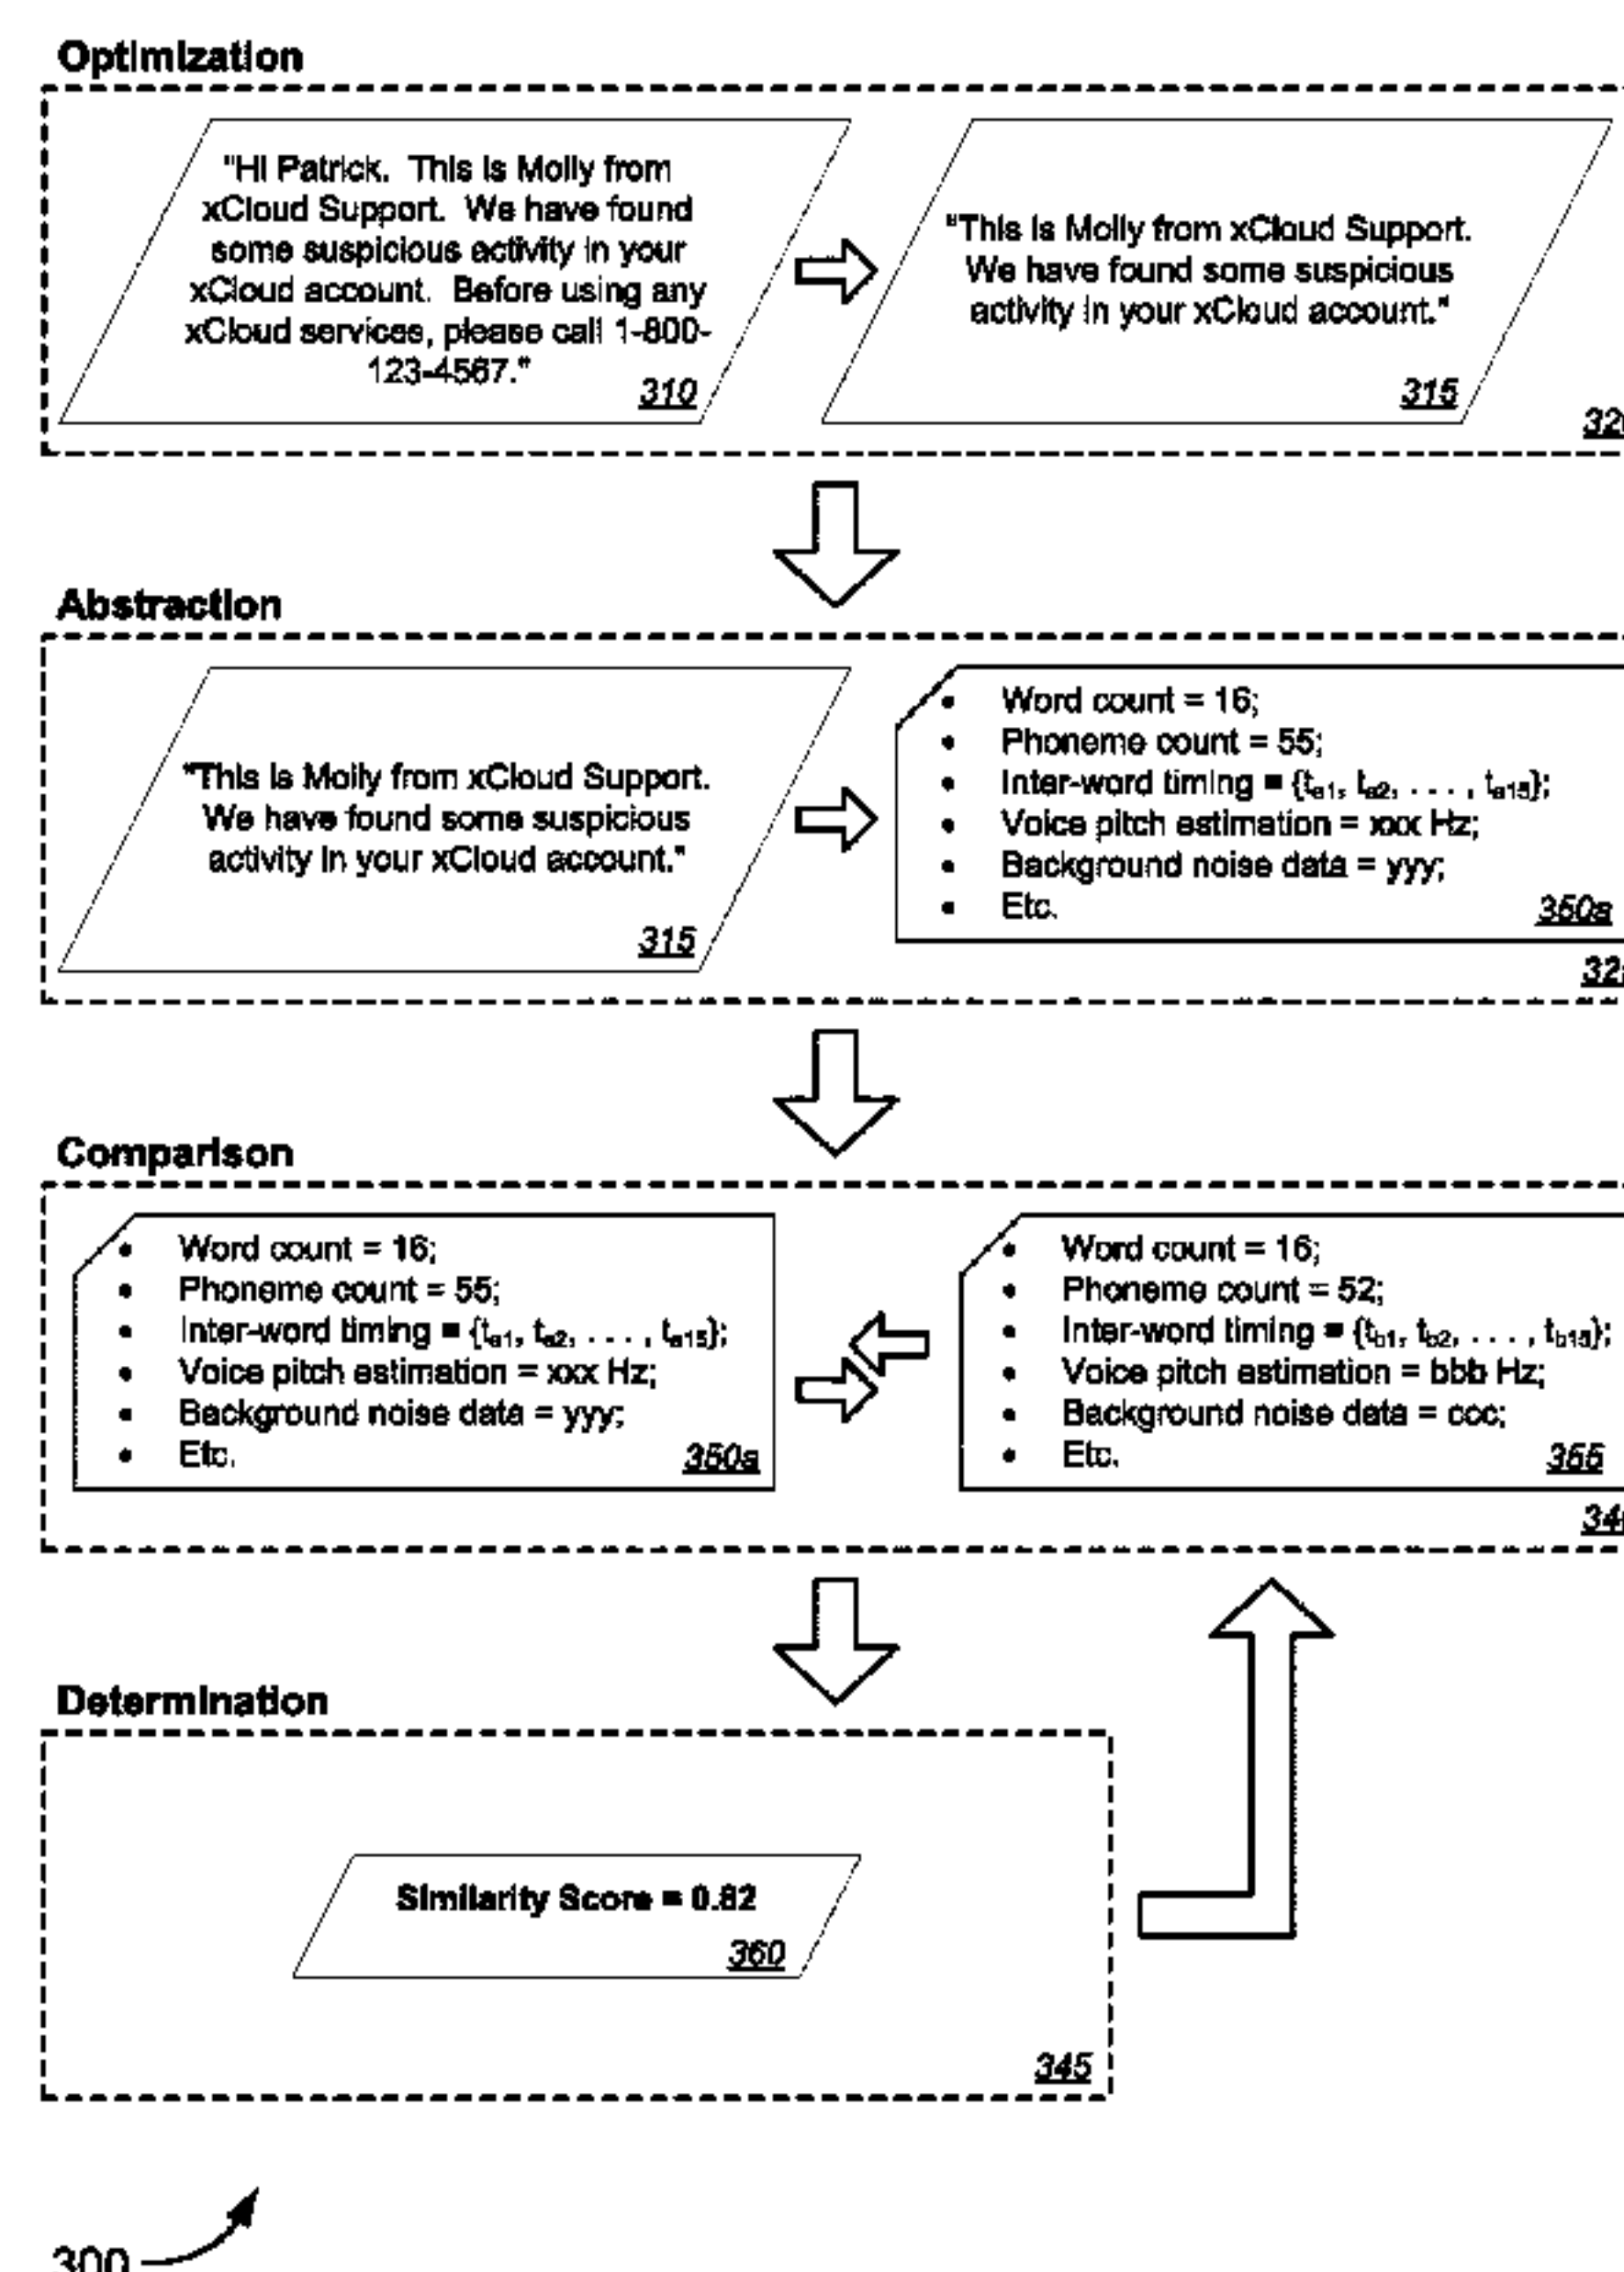 Optimization
"Hi Patrick. This is Molly from
xCloud Support. We have found
some suspicious activity in your
xCloud account. Before using any
xCloud services, please call 1-800-
123-4567."
310
"This is Molly from xCloud Support.
We have found some suspicious
activity in your xCloud account."
315
Abstraction
"This is Molly from xCloud Support.
We have found some suspicious
activity in your xCloud account."
315
• Word count = 16;
• Phoneme count = 55;
• Inter-word timing = {ta1, ta2, . . . , ta15};
• Voice pitch estimation = xxx Hz;
• Background noise data = yyy;
• Etc.
350a
Comparison
• Word count = 16;
• Phoneme count = 55;
• Inter-word timing = {ta1, ta2, . . . , ta15};
• Voice pitch estimation = xxx Hz;
• Background noise data = yyy;
• Etc.
350a
• Word count = 16;
• Phoneme count = 52;
• Inter-word timing = {tb1, tb2, . . . , tb15};
• Voice pitch estimation = bbb Hz;
• Background noise data = ccc;
• Etc.
355
Determination
Similarity Score = 0.82
360
345
300